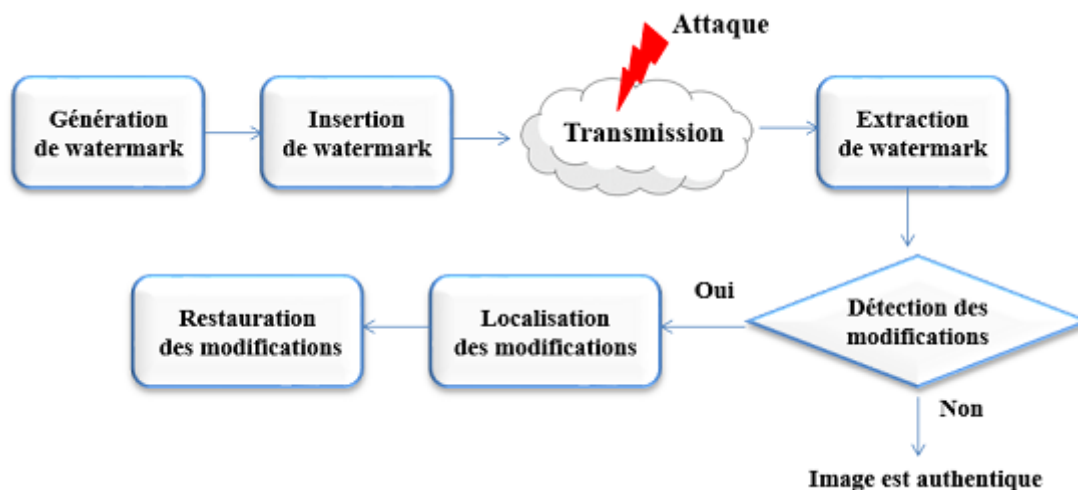 Attaque
Génération
de watermark
Insertion
de watermark
Transmission
Extraction
de watermark
Détection des
modifications
Oui
Localisation
des modifications
Restauration
des modifications
Non
Image est authentique